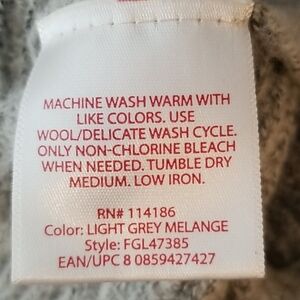 MACHINE WASH WARM WITH
LIKE COLORS. USE
WOOL/DELICATE WASH CYCLE.
ONLY NON-CHLORINE BLEACH
WHEN NEEDED. TUMBLE DRY
MEDIUM. LOW IRON.
RN# 114186
Color: LIGHT GREY MELANGE
Style: FGL47385
EAN/UPC 8 0859427427